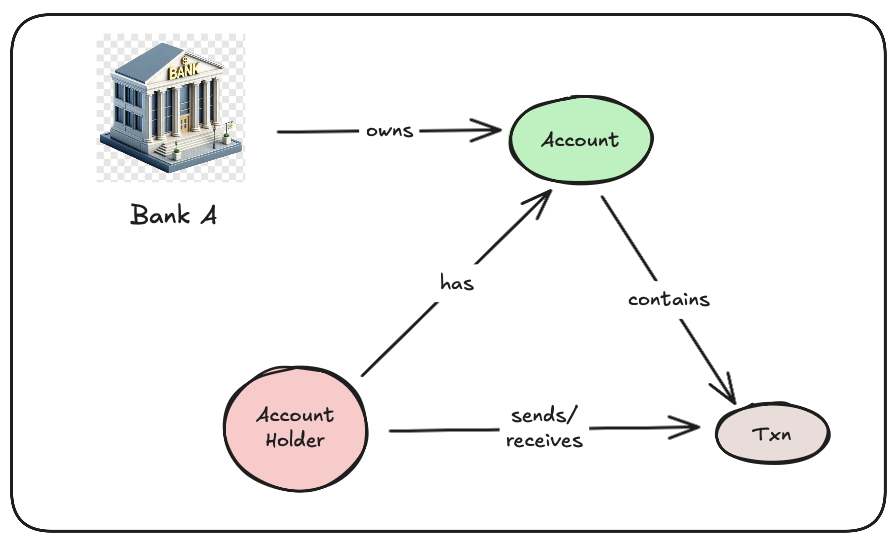 BANK
owns
Account
Bank A
has
contains
Account
Holder
sends/
receives
Txn